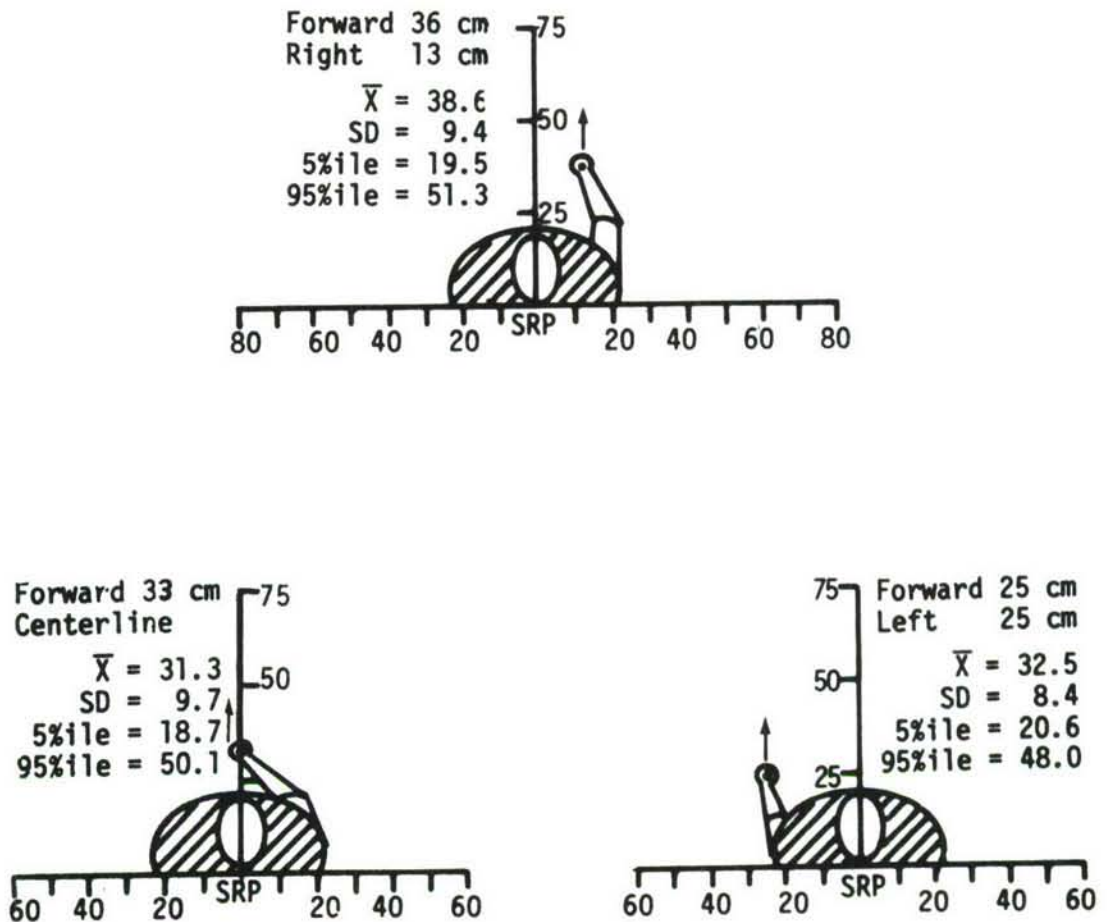 Forward 36 cm
Right 13 cm
X̅ = 38.6
SD = 9.4
5%ile = 19.5
95%ile = 51.3
75
50
25
SRP
80 60 40 20 20 40 60 80
Forward 33 cm
Centerline
X̅ = 31.3
SD = 9.7
5%ile = 18.7
95%ile = 50.1
75
50
SRP
60 40 20 20 40 60
Forward 25 cm
Left 25 cm
X̅ = 32.5
SD = 8.4
5%ile = 20.6
95%ile = 48.0
75
50
25
SRP
60 40 20 20 40 60